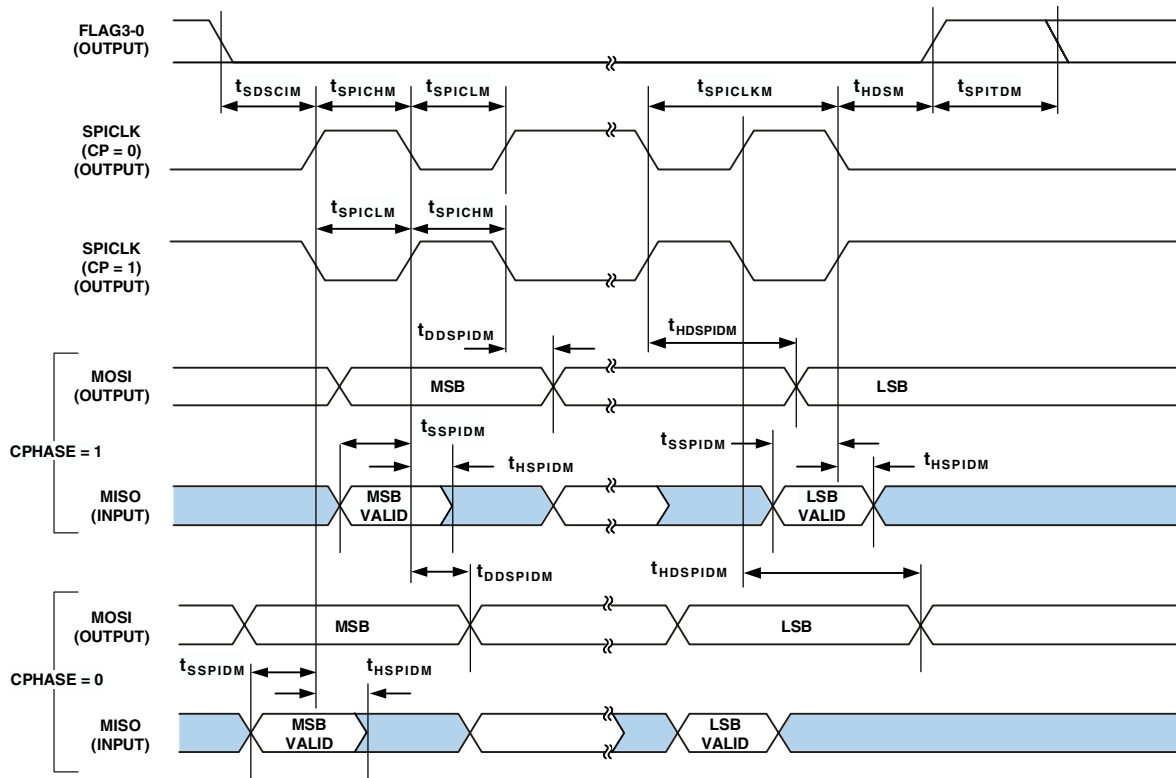 FLAG3-0
(OUTPUT)
tSDSCIM tSPICHM tSPICLM tSPICLKM tHDSM tSPITDM
SPICLK
(CP = 0)
(OUTPUT)
tSPICLM tSPICHM
SPICLK
(CP = 1)
(OUTPUT)
tDDSPIDM tHDSPIDM
CPHASE = 1
MOSI
(OUTPUT)
MSB LSB
tSSPIDM tSSPIDM
tHSPIDM tHSPIDM
MISO
(INPUT)
MSB
VALID
LSB
VALID
tDDSPIDM tHDSPIDM
CPHASE = 0
MOSI
(OUTPUT)
MSB LSB
tSSPIDM tHSPIDM
MISO
(INPUT)
MSB
VALID
LSB
VALID